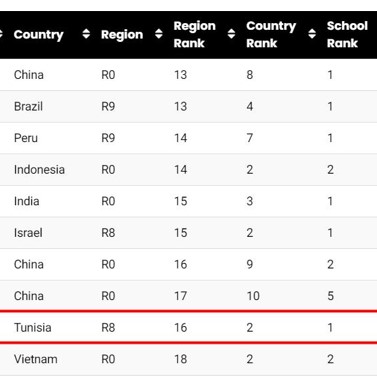 Country Region Region Rank Country Rank School Rank
China R0 13 8 1
Brazil R9 13 4 1
Peru R9 14 7 1
Indonesia R0 14 2 2
India R0 15 3 1
Israel R8 15 2 1
China R0 16 9 2
China R0 17 10 5
Tunisia R8 16 2 1
Vietnam R0 18 2 2